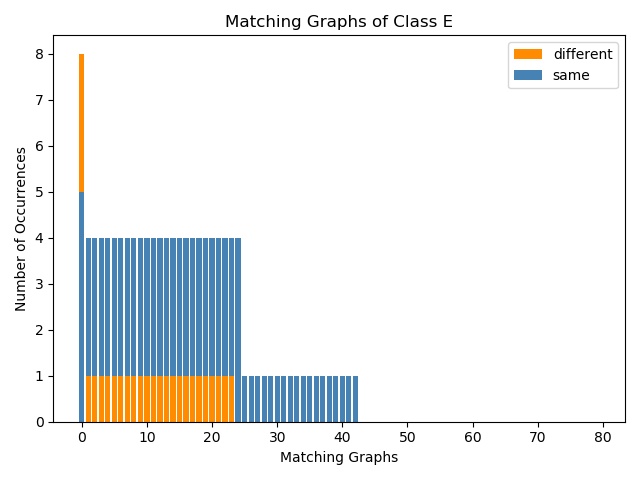 Matching Graphs of Class E
different
same
Number of Occurrences
8
7
6
5
4
3
2
1
0
0 10 20 30 40 50 60 70 80
Matching Graphs